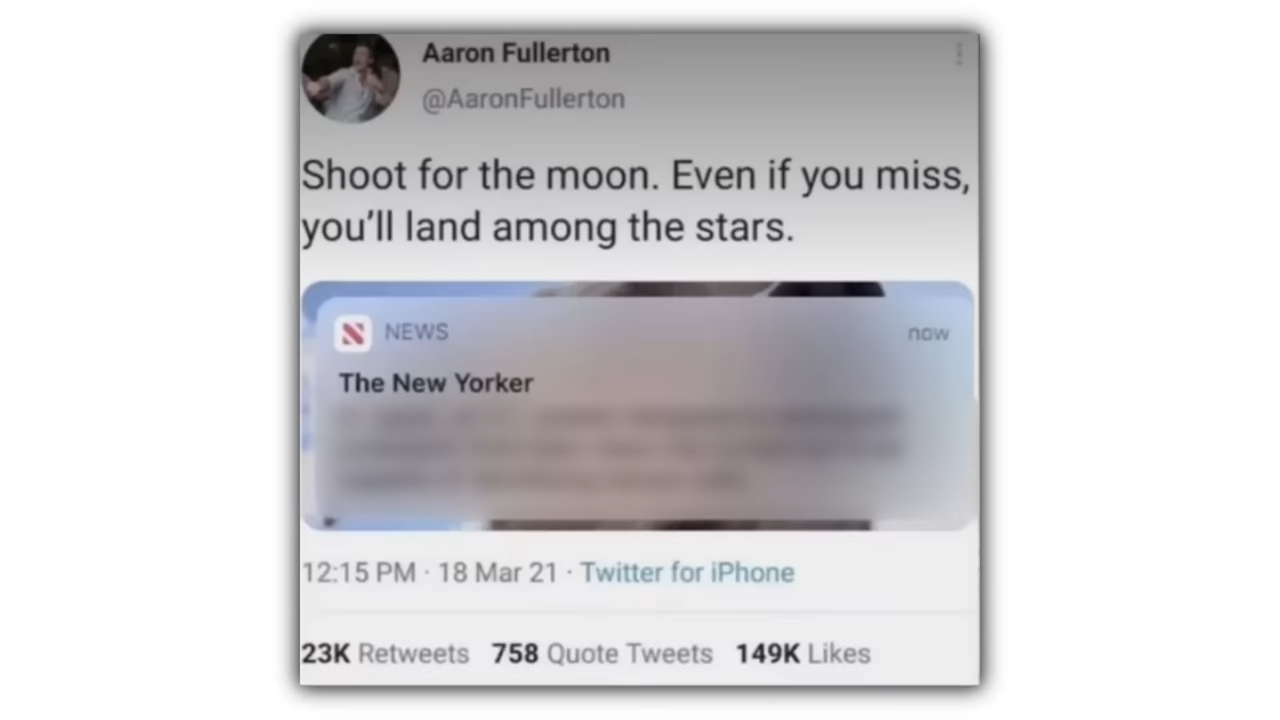 Aaron Fullerton
@AaronFullerton
Shoot for the moon. Even if you miss,
you’ll land among the stars.
NEWS
now
The New Yorker
12:15 PM · 18 Mar 21 · Twitter for iPhone
23K Retweets 758 Quote Tweets 149K Likes